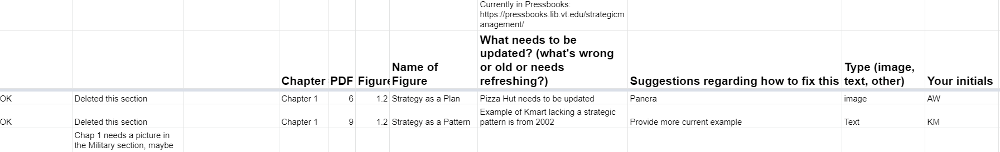 Currently in Pressbooks:
https://pressbooks.lib.vt.edu/strategicm
anagement/
What needs to be
updated? (what's wrong
or old or needs
refreshing?)
Name of
Figure
Type (image,
text, other)
Chapter PDF Figure Suggestions regarding how to fix this Your initials
OK Deleted this section Chapter 1 6 1.2 Strategy as a Plan Pizza Hut needs to be updated Panera image AW
Example of Kmart lacking a strategic
OK Deleted this section Chapter 1 9 1.2 Strategy as a Pattern pattern is from 2002 Provide more current example Text KM
Chap 1 needs a picture in
the Military section, maybe